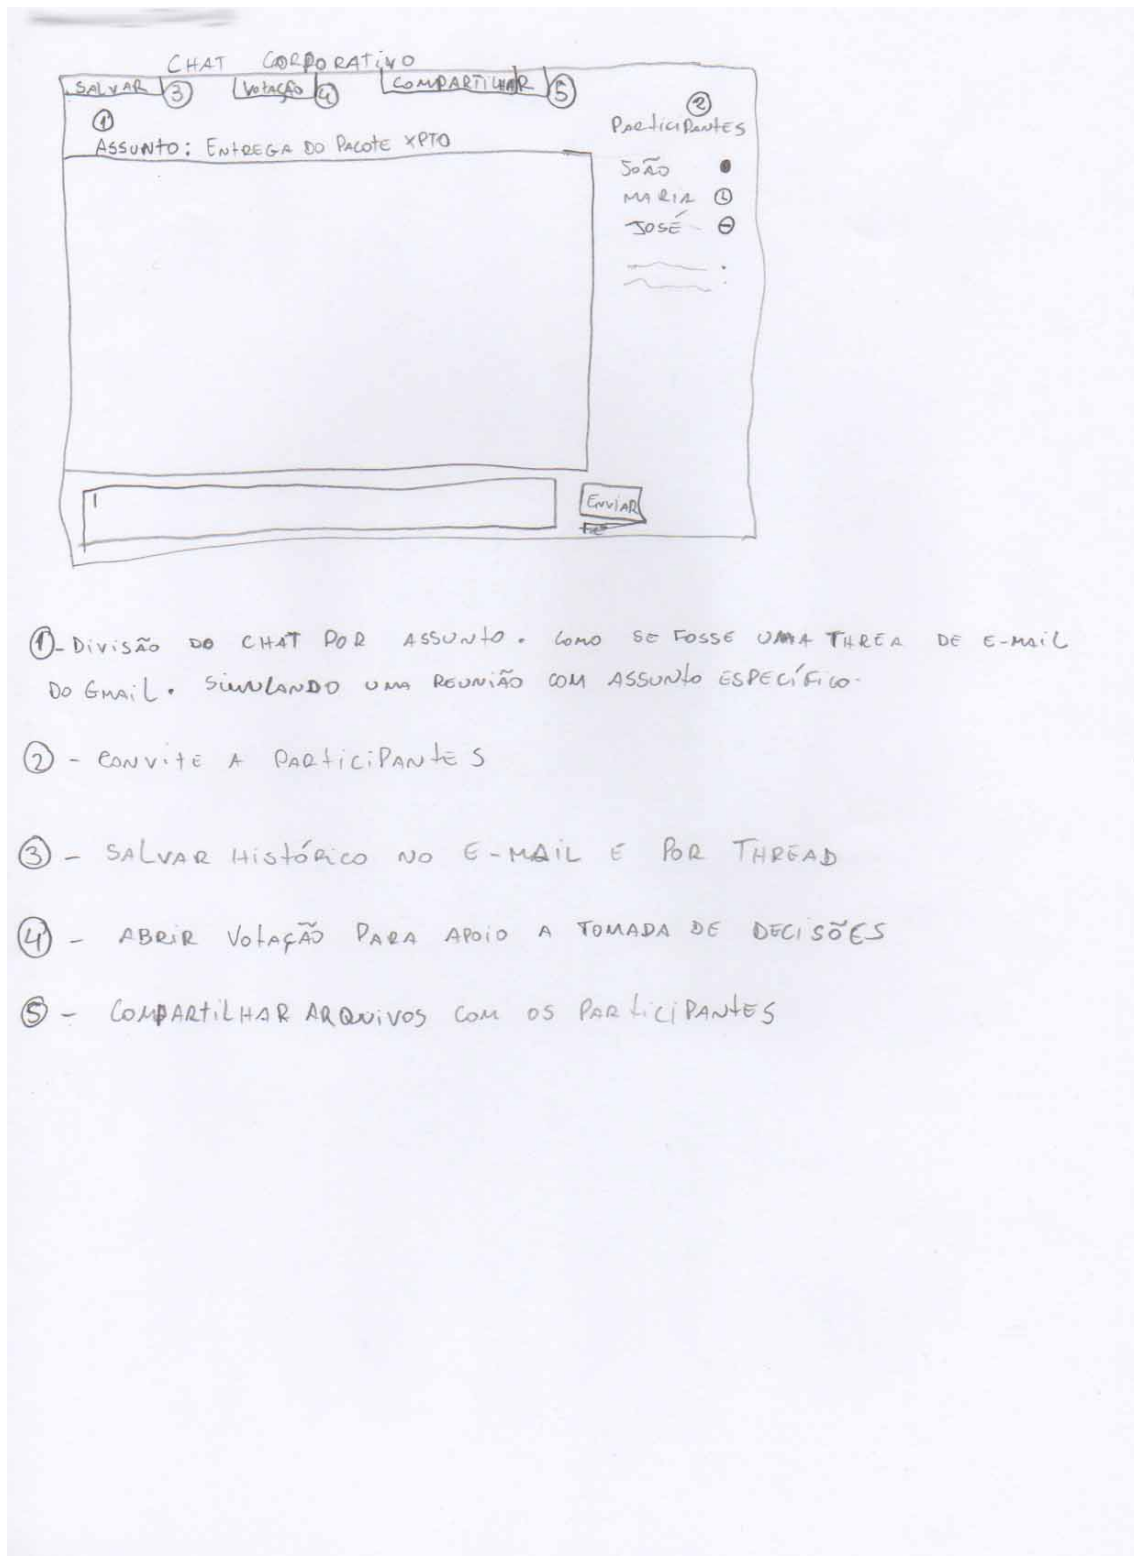 CHAT CORPORATIVO
SALVAR 3 Votação 4 COMPARTILHAR 5
1
2
PARTICIPANTES
ASSUNTO: ENTREGA DO PACOTE XPTO
JOÃO
MARIA
JOSÉ
ENVIAR
1 - DIVISÃO DO CHAT POR ASSUNTO. COMO SE FOSSE UMA THREA DE E-MAIL
DO GMAIL. SIMULANDO UMA REUNIÃO COM ASSUNTO ESPECÍFICO.
2 - CONVITE A PARTICIPANTES
3 - SALVAR HISTÓRICO NO E-MAIL E POR THREAD
4 - ABRIR VOTAÇÃO PARA APOIO A TOMADA DE DECISÕES
5 - COMPARTILHAR ARQUIVOS COM OS PARTICIPANTES